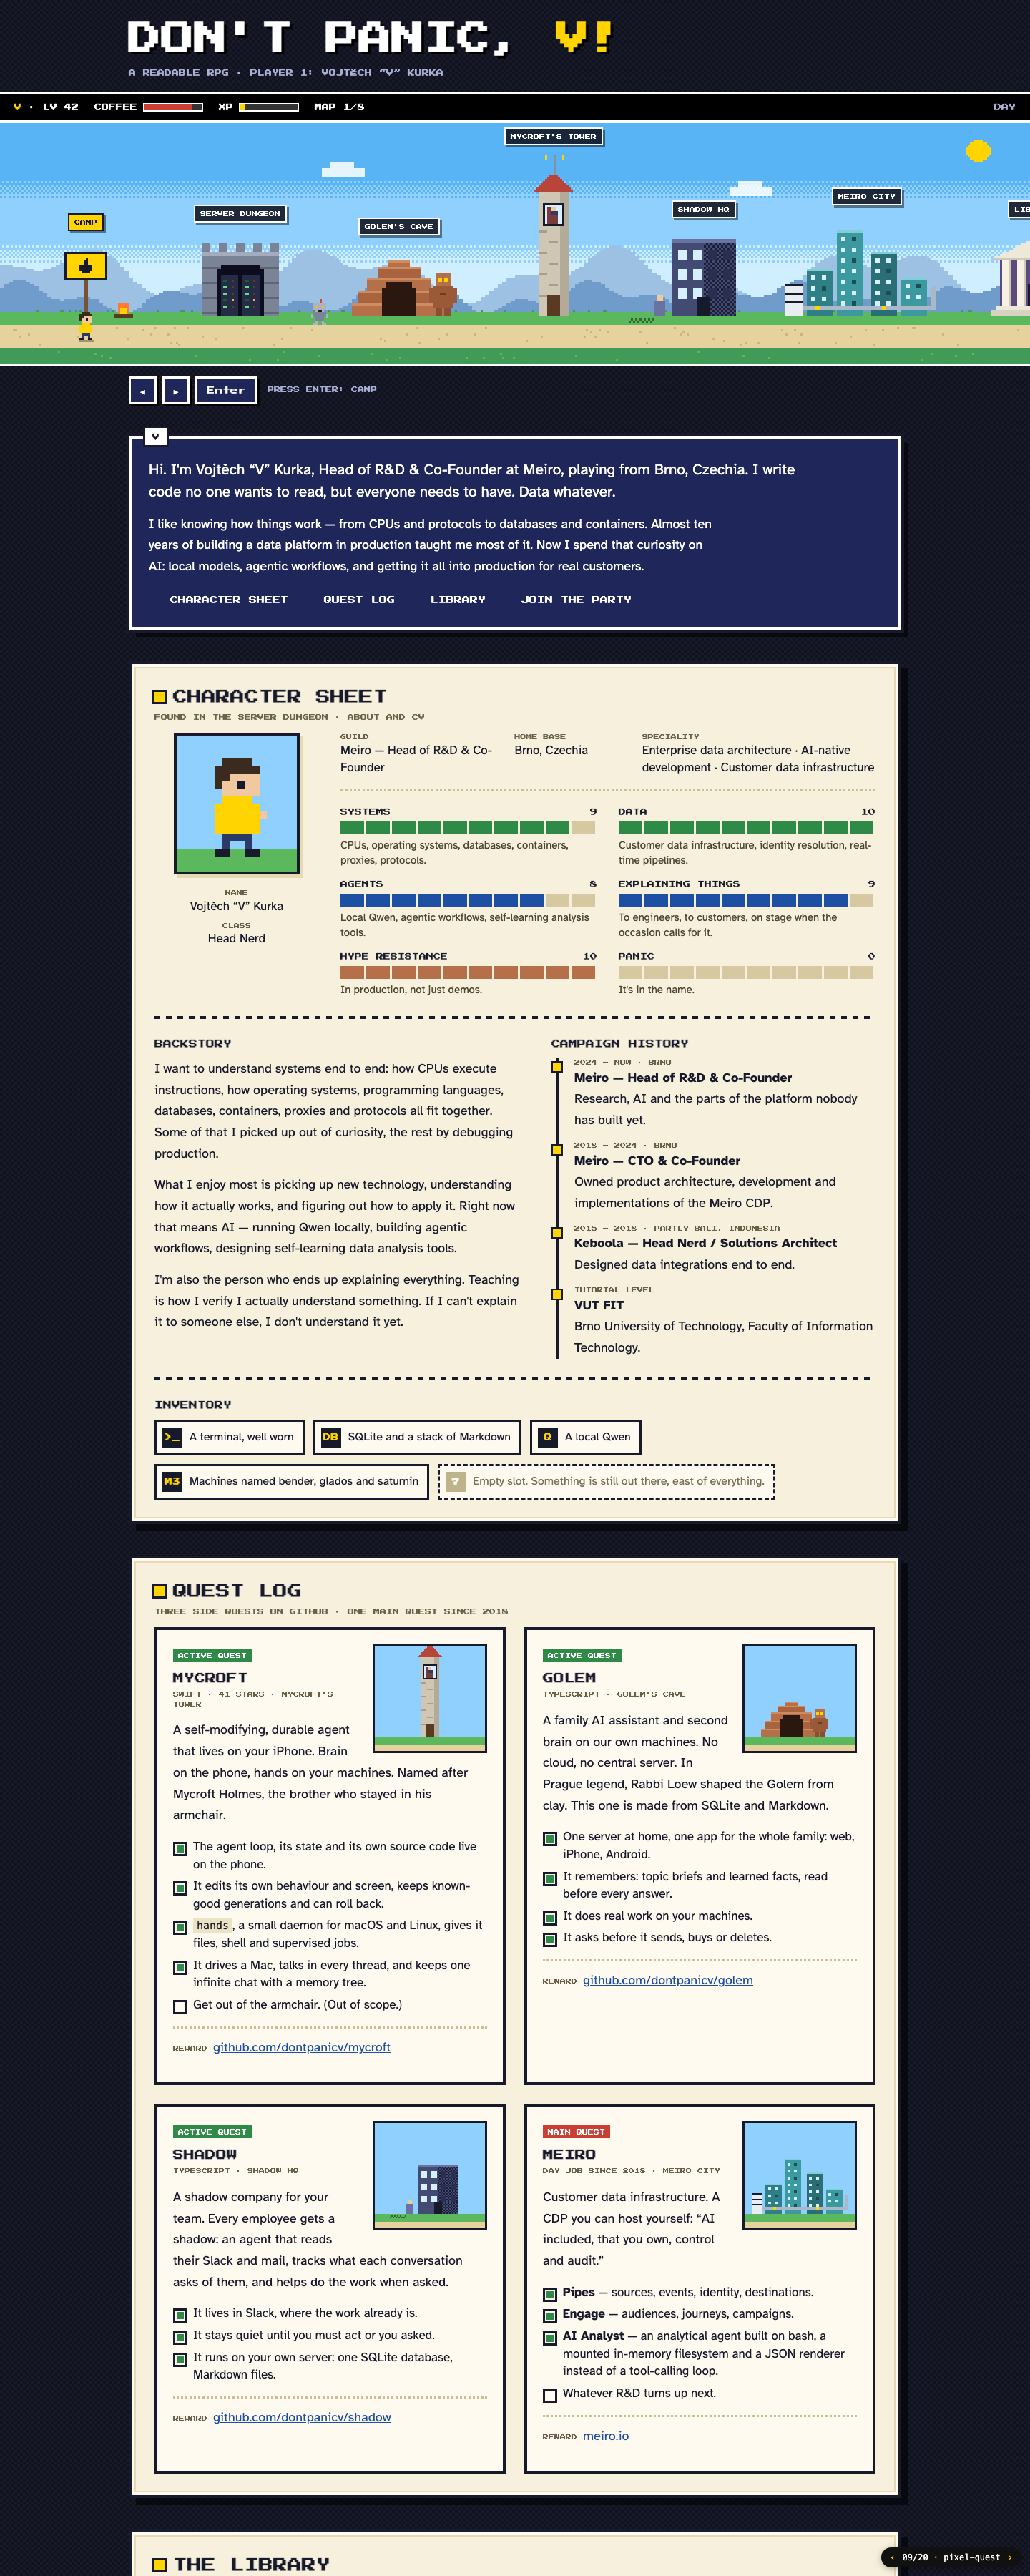 DON'T PANIC, V!
A READABLE RPG · PLAYER 1: VOJTĚCH “V” KURKA
V · LV 42 COFFEE XP MAP 1/8 DAY
MYCROFT'S TOWER
MEIRO CITY
SHADOW HQ
LIB
SERVER DUNGEON
CAMP
GOLEM'S CAVE
◂ ▸ Enter PRESS ENTER: CAMP
V
Hi. I'm Vojtěch “V” Kurka, Head of R&D & Co-Founder at Meiro, playing from Brno, Czechia. I write
code no one wants to read, but everyone needs to have. Data whatever.
I like knowing how things work — from CPUs and protocols to databases and containers. Almost ten
years of building a data platform in production taught me most of it. Now I spend that curiosity on
AI: local models, agentic workflows, and getting it all into production for real customers.
CHARACTER SHEET QUEST LOG LIBRARY JOIN THE PARTY
CHARACTER SHEET
FOUND IN THE SERVER DUNGEON · ABOUT AND CV
NAME
Vojtěch “V” Kurka
CLASS
Head Nerd
GUILD
Meiro — Head of R&D & Co-
Founder
HOME BASE
Brno, Czechia
SPECIALITY
Enterprise data architecture · AI-native
development · Customer data infrastructure
SYSTEMS 9
CPUs, operating systems, databases, containers,
proxies, protocols.
DATA 10
Customer data infrastructure, identity resolution, real-
time pipelines.
AGENTS 8
Local Qwen, agentic workflows, self-learning analysis
tools.
EXPLAINING THINGS 9
To engineers, to customers, on stage when the
occasion calls for it.
HYPE RESISTANCE 10
In production, not just demos.
PANIC 0
It's in the name.
BACKSTORY
I want to understand systems end to end: how CPUs execute
instructions, how operating systems, programming languages,
databases, containers, proxies and protocols all fit together.
Some of that I picked up out of curiosity, the rest by debugging
production.
What I enjoy most is picking up new technology, understanding
how it actually works, and figuring out how to apply it. Right now
that means AI — running Qwen locally, building agentic
workflows, designing self-learning data analysis tools.
I'm also the person who ends up explaining everything. Teaching
is how I verify I actually understand something. If I can't explain
it to someone else, I don't understand it yet.
CAMPAIGN HISTORY
2024 — NOW · BRNO
Meiro — Head of R&D & Co-Founder
Research, AI and the parts of the platform nobody
has built yet.
2018 — 2024 · BRNO
Meiro — CTO & Co-Founder
Owned product architecture, development and
implementations of the Meiro CDP.
2015 — 2018 · PARTLY BALI, INDONESIA
Keboola — Head Nerd / Solutions Architect
Designed data integrations end to end.
TUTORIAL LEVEL
VUT FIT
Brno University of Technology, Faculty of Information
Technology.
INVENTORY
>_ A terminal, well worn
DB SQLite and a stack of Markdown
Q A local Qwen
M3 Machines named bender, glados and saturnin
? Empty slot. Something is still out there, east of everything.
QUEST LOG
THREE SIDE QUESTS ON GITHUB · ONE MAIN QUEST SINCE 2018
ACTIVE QUEST
MYCROFT
SWIFT · 41 STARS · MYCROFT'S
TOWER
A self-modifying, durable agent
that lives on your iPhone. Brain
on the phone, hands on your machines. Named after
Mycroft Holmes, the brother who stayed in his
armchair.
The agent loop, its state and its own source code live
on the phone.
It edits its own behaviour and screen, keeps known-
good generations and can roll back.
hands, a small daemon for macOS and Linux, gives it
files, shell and supervised jobs.
It drives a Mac, talks in every thread, and keeps one
infinite chat with a memory tree.
Get out of the armchair. (Out of scope.)
REWARD github.com/dontpanicv/mycroft
ACTIVE QUEST
GOLEM
TYPESCRIPT · GOLEM'S CAVE
A family AI assistant and second
brain on our own machines. No
cloud, no central server. In
Prague legend, Rabbi Loew shaped the Golem from
clay. This one is made from SQLite and Markdown.
One server at home, one app for the whole family: web,
iPhone, Android.
It remembers: topic briefs and learned facts, read
before every answer.
It does real work on your machines.
It asks before it sends, buys or deletes.
REWARD github.com/dontpanicv/golem
ACTIVE QUEST
SHADOW
TYPESCRIPT · SHADOW HQ
A shadow company for your
team. Every employee gets a
shadow: an agent that reads
their Slack and mail, tracks what each conversation
asks of them, and helps do the work when asked.
It lives in Slack, where the work already is.
It stays quiet until you must act or you asked.
It runs on your own server: one SQLite database,
Markdown files.
REWARD github.com/dontpanicv/shadow
MAIN QUEST
MEIRO
DAY JOB SINCE 2018 · MEIRO CITY
Customer data infrastructure. A
CDP you can host yourself: “AI
included, that you own, control
and audit.”
Pipes — sources, events, identity, destinations.
Engage — audiences, journeys, campaigns.
AI Analyst — an analytical agent built on bash, a
mounted in-memory filesystem and a JSON renderer
instead of a tool-calling loop.
Whatever R&D turns up next.
REWARD meiro.io
THE LIBRARY
‹ 09/20 · pixel-quest ›